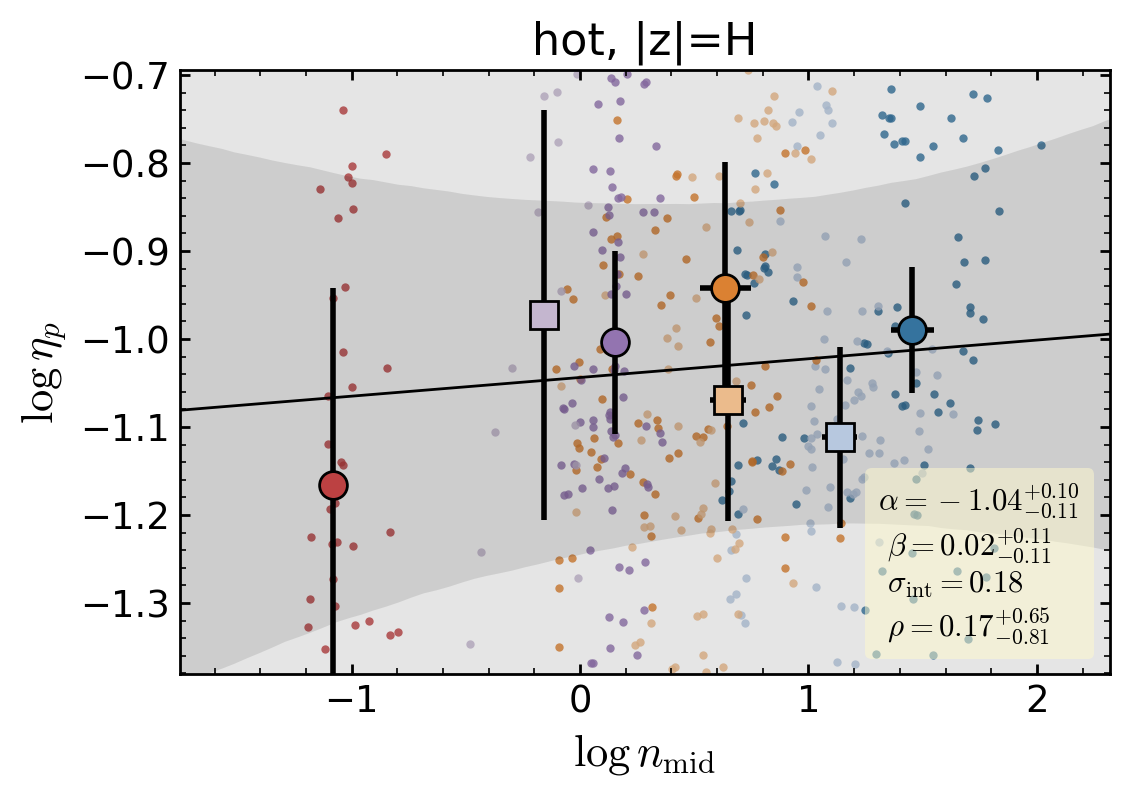 hot, |z|=H
−0.7
−0.8
−0.9
−1.0
−1.1
−1.2
−1.3
log η_p
α = −1.04^{+0.10}_{−0.11}
β = 0.02^{+0.11}_{−0.11}
σ_int = 0.18
ρ = 0.17^{+0.65}_{−0.81}
−1 0 1 2
log n_mid